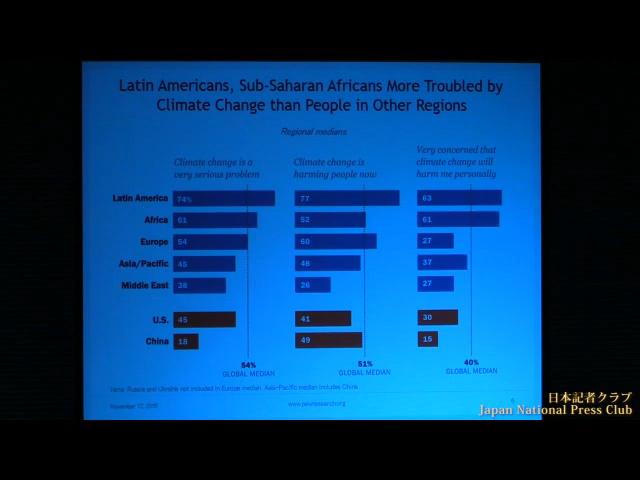 Latin Americans, Sub-Saharan Africans More Troubled by
Climate Change than People in Other Regions
Regional medians
Climate change is a
very serious problem
Climate change is
harming people now
Very concerned that
climate change will
harm me personally
Latin America 74% 77 63
Africa 61 52 61
Europe 54 60 27
Asia/Pacific 45 48 37
Middle East 38 26 27
U.S. 45 41 30
China 18 49 15
54% 51% 40%
GLOBAL MEDIAN GLOBAL MEDIAN GLOBAL MEDIAN
Note: Russia and Ukraine not included in Europe median. Asia-Pacific median includes China.
November 17, 2015 www.pewresearch.org 6
日本記者クラブ
Japan National Press Club